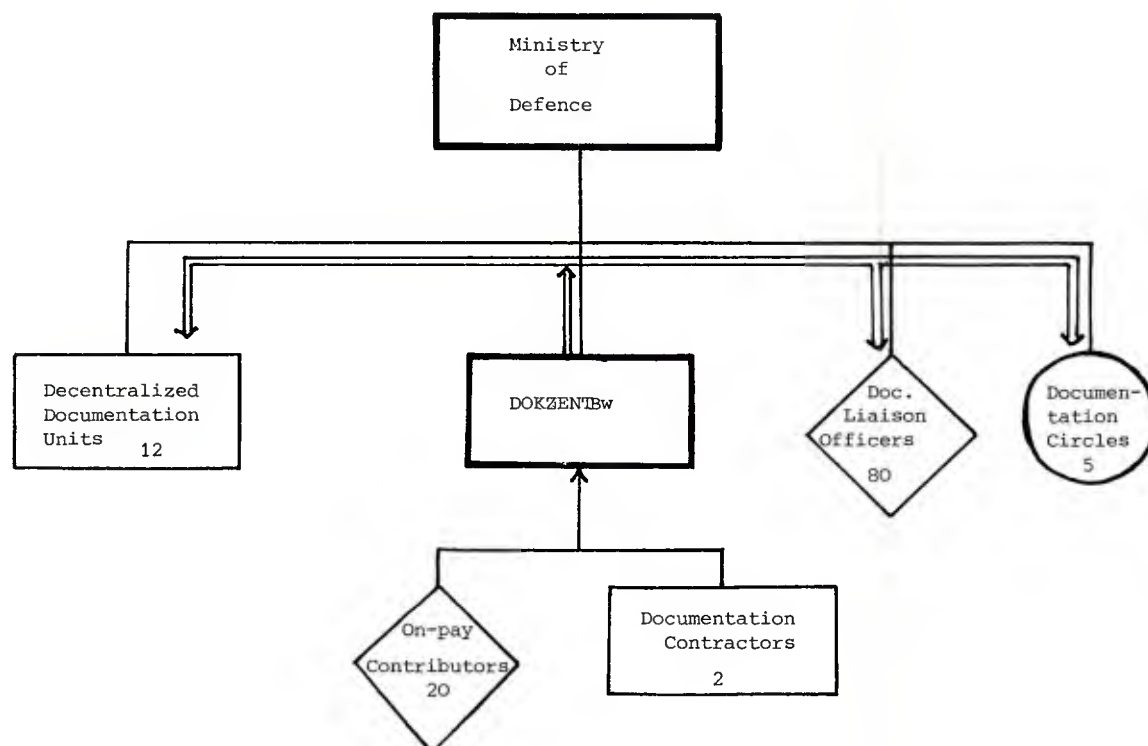 Ministry
of
Defence
Decentralized
Documentation
Units
12
DOKZENTBw
Doc.
Liaison
Officers
80
Documen-
tation
Circles
5
On-pay
Contributors
20
Documentation
Contractors
2